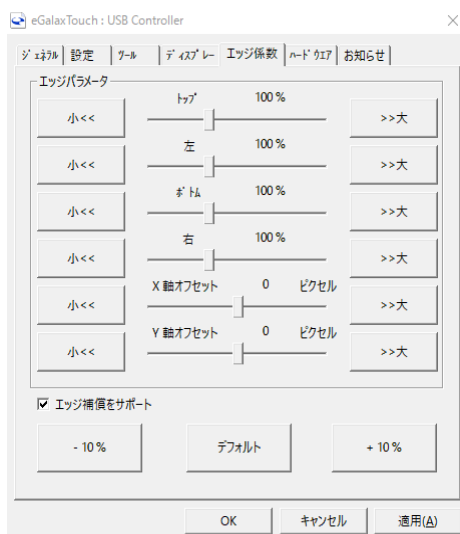 eGalaxTouch : USB Controller
ｼﾞｪﾈﾗﾙ 設定 ﾂｰﾙ ﾃﾞｨｽﾌﾟﾚｰ エッジ係数 ﾊｰﾄﾞｳｴｱ お知らせ
エッジパラメータ
小<< ﾄｯﾌﾟ 100 % >>大
小<< 左 100 % >>大
小<< ﾎﾞﾄﾑ 100 % >>大
小<< 右 100 % >>大
小<< X 軸オフセット 0 ピクセル >>大
小<< Y 軸オフセット 0 ピクセル >>大
エッジ補償をサポート
- 10 % デフォルト + 10 %
OK キャンセル 適用(A)